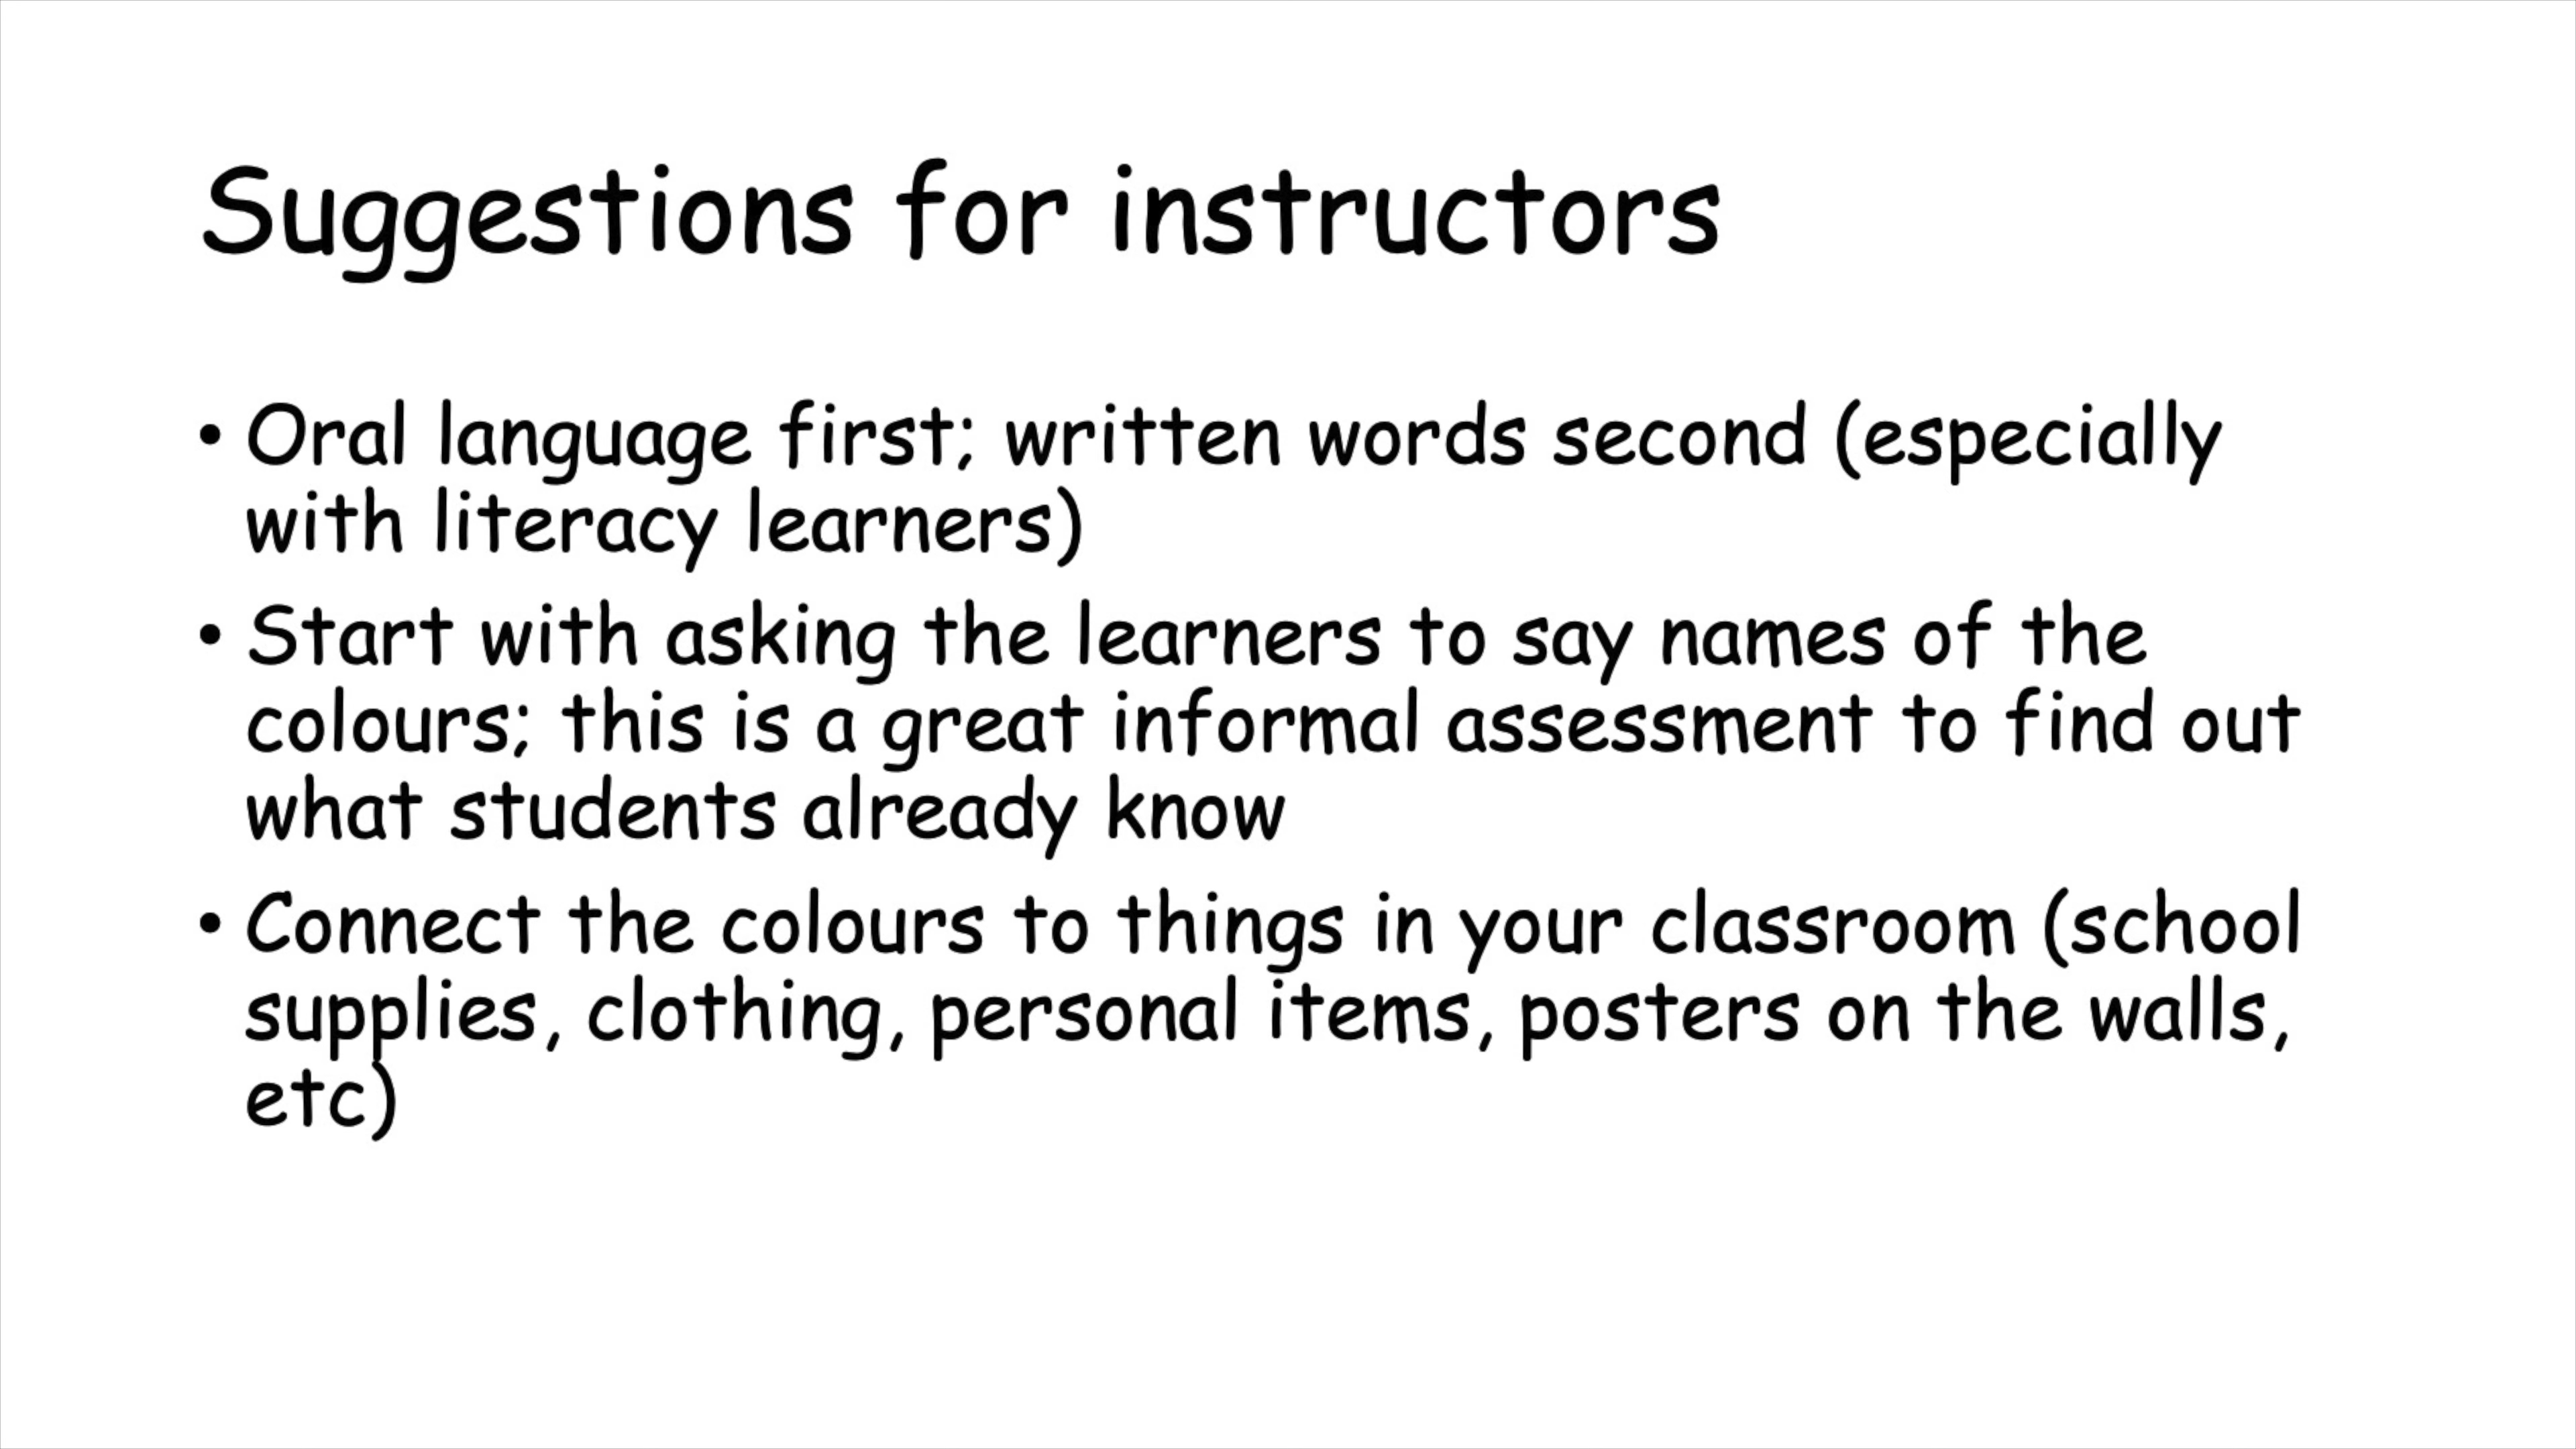 Suggestions for instructors
• Oral language first; written words second (especially
with literacy learners)
• Start with asking the learners to say names of the
colours; this is a great informal assessment to find out
what students already know
• Connect the colours to things in your classroom (school
supplies, clothing, personal items, posters on the walls,
etc)